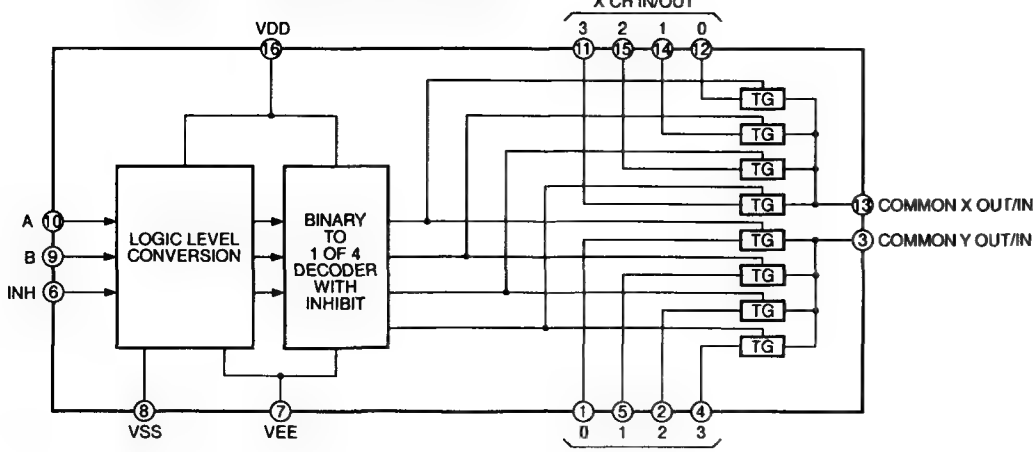 X CH IN/OUT
VDD
3 2 1 0
16
11 15 14 12
TG
TG
TG
TG
A 10
13 COMMON X OUT/IN
B 9
LOGIC LEVEL
CONVERSION
BINARY
TO
1 OF 4
DECODER
WITH
INHIBIT
TG
3 COMMON Y OUT/IN
TG
INH 6
TG
TG
8
VSS
7
VEE
1 5 2 4
0 1 2 3